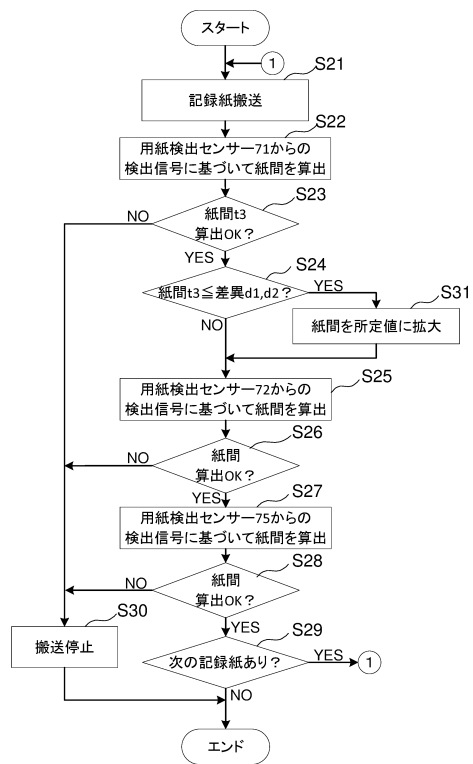 スタート
1
S21
記録紙搬送
S22
用紙検出センサー71からの
検出信号に基づいて紙間を算出
S23
NO
紙間t3
算出OK？
YES
S24
紙間t3≦差異d1,d2？
YES
S31
NO
紙間を所定値に拡大
S25
用紙検出センサー72からの
検出信号に基づいて紙間を算出
S26
NO
紙間
算出OK？
YES
S27
用紙検出センサー75からの
検出信号に基づいて紙間を算出
S28
NO
紙間
算出OK？
S30
YES
S29
搬送停止
次の記録紙あり？
YES
1
NO
エンド